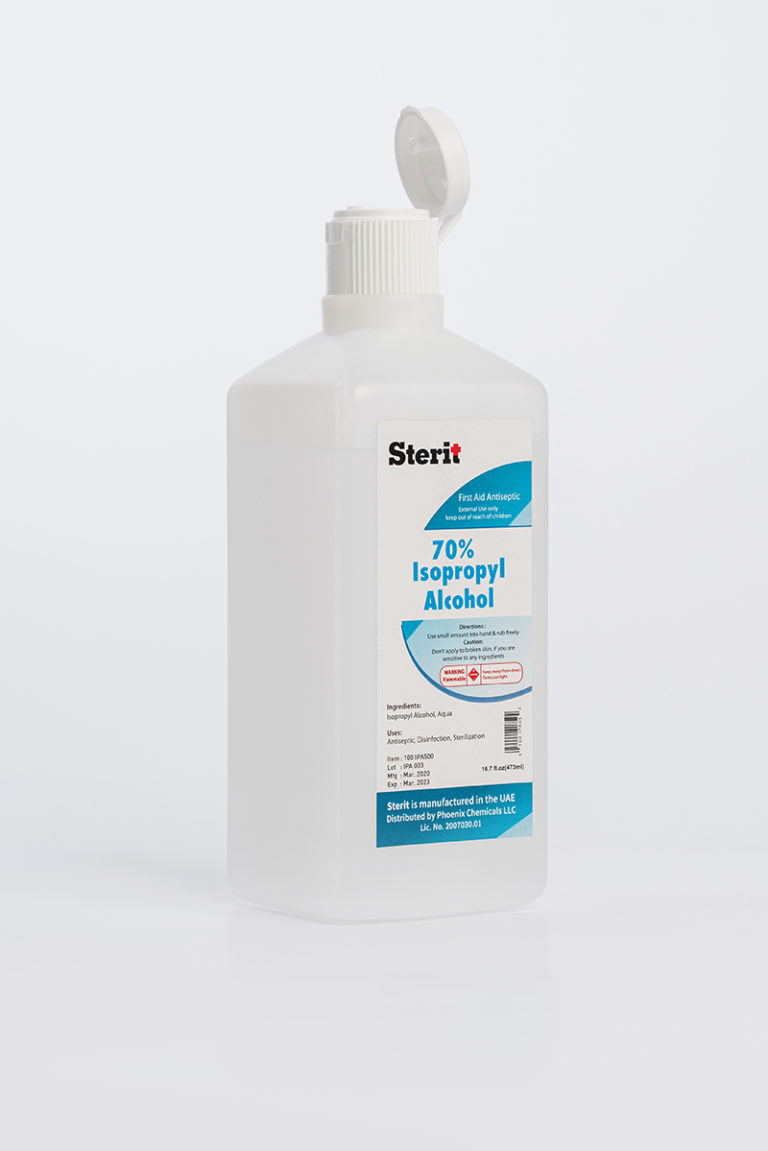 Sterit
First Aid Antiseptic
External Use only
keep out of reach of children
70%
Isopropyl
Alcohol
Directions :
Use small amount into hand & rub freely
Caution:
Don't apply to broken skin, if you are
sensitive to any ingredients
WARNING
Flammable
Keep away from direct
flame/sunlight
Ingredients:
Isopropyl Alcohol, Aqua
Uses:
Antiseptic, Disinfection, Sterilization
Item : 100 IPA500
Lot : IPA 003
Mfg : Mar. 2020
Exp : Mar. 2023
16.7 fl.oz(473ml)
Sterit is manufactured in the UAE
Distributed by Phoenix Chemicals LLC
Lic. No. 2007030.01